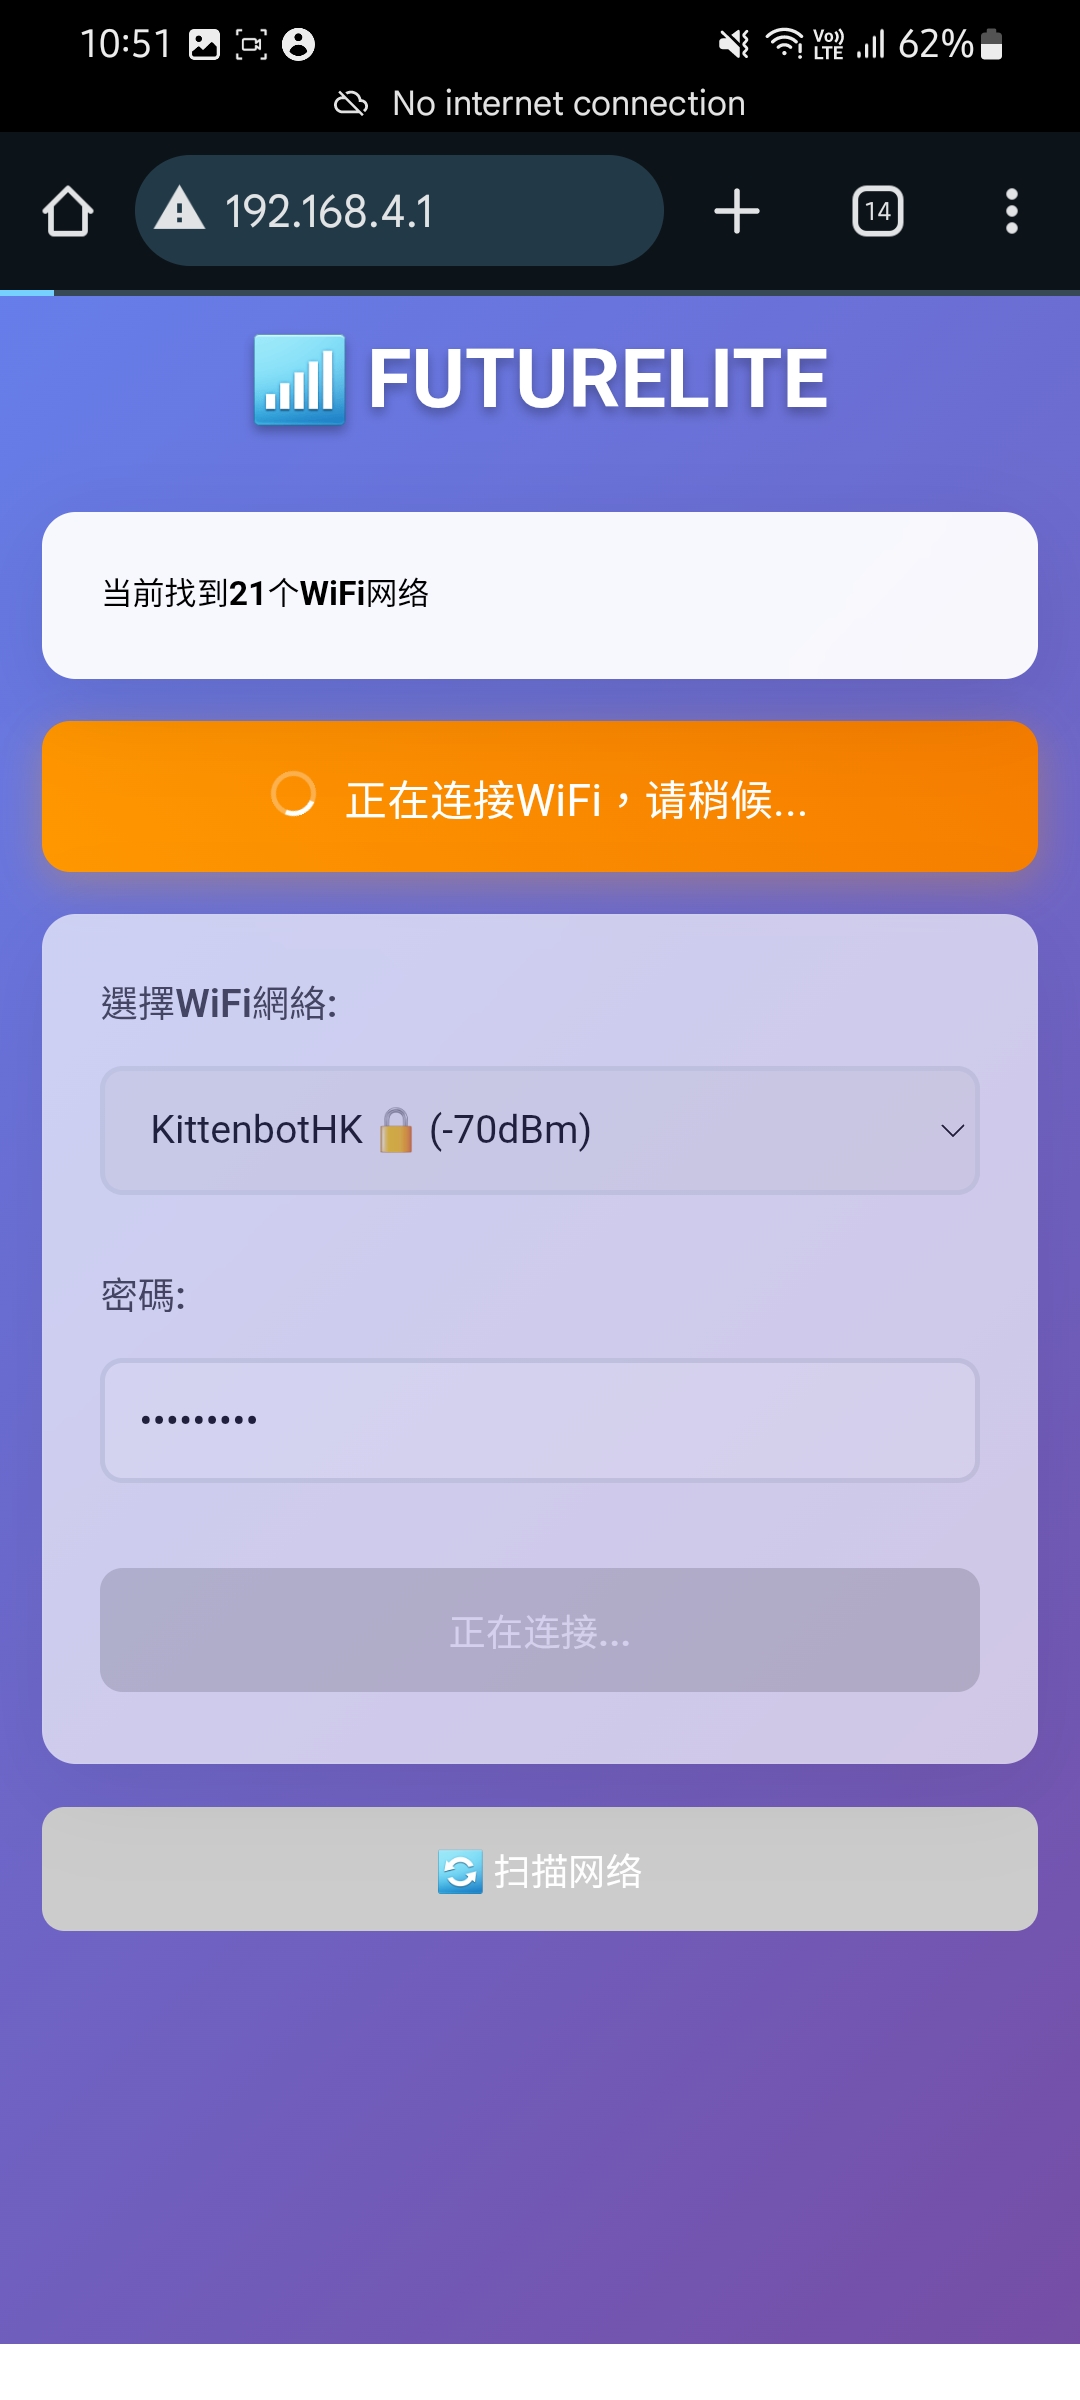 10:51 Vo)) LTE 62%
No internet connection
192.168.4.1 14
FUTURELITE
当前找到21个WiFi网络
正在连接WiFi，请稍候...
選擇WiFi網絡:
KittenbotHK (-70dBm)
密碼:
•••••••••
正在连接...
扫描网络